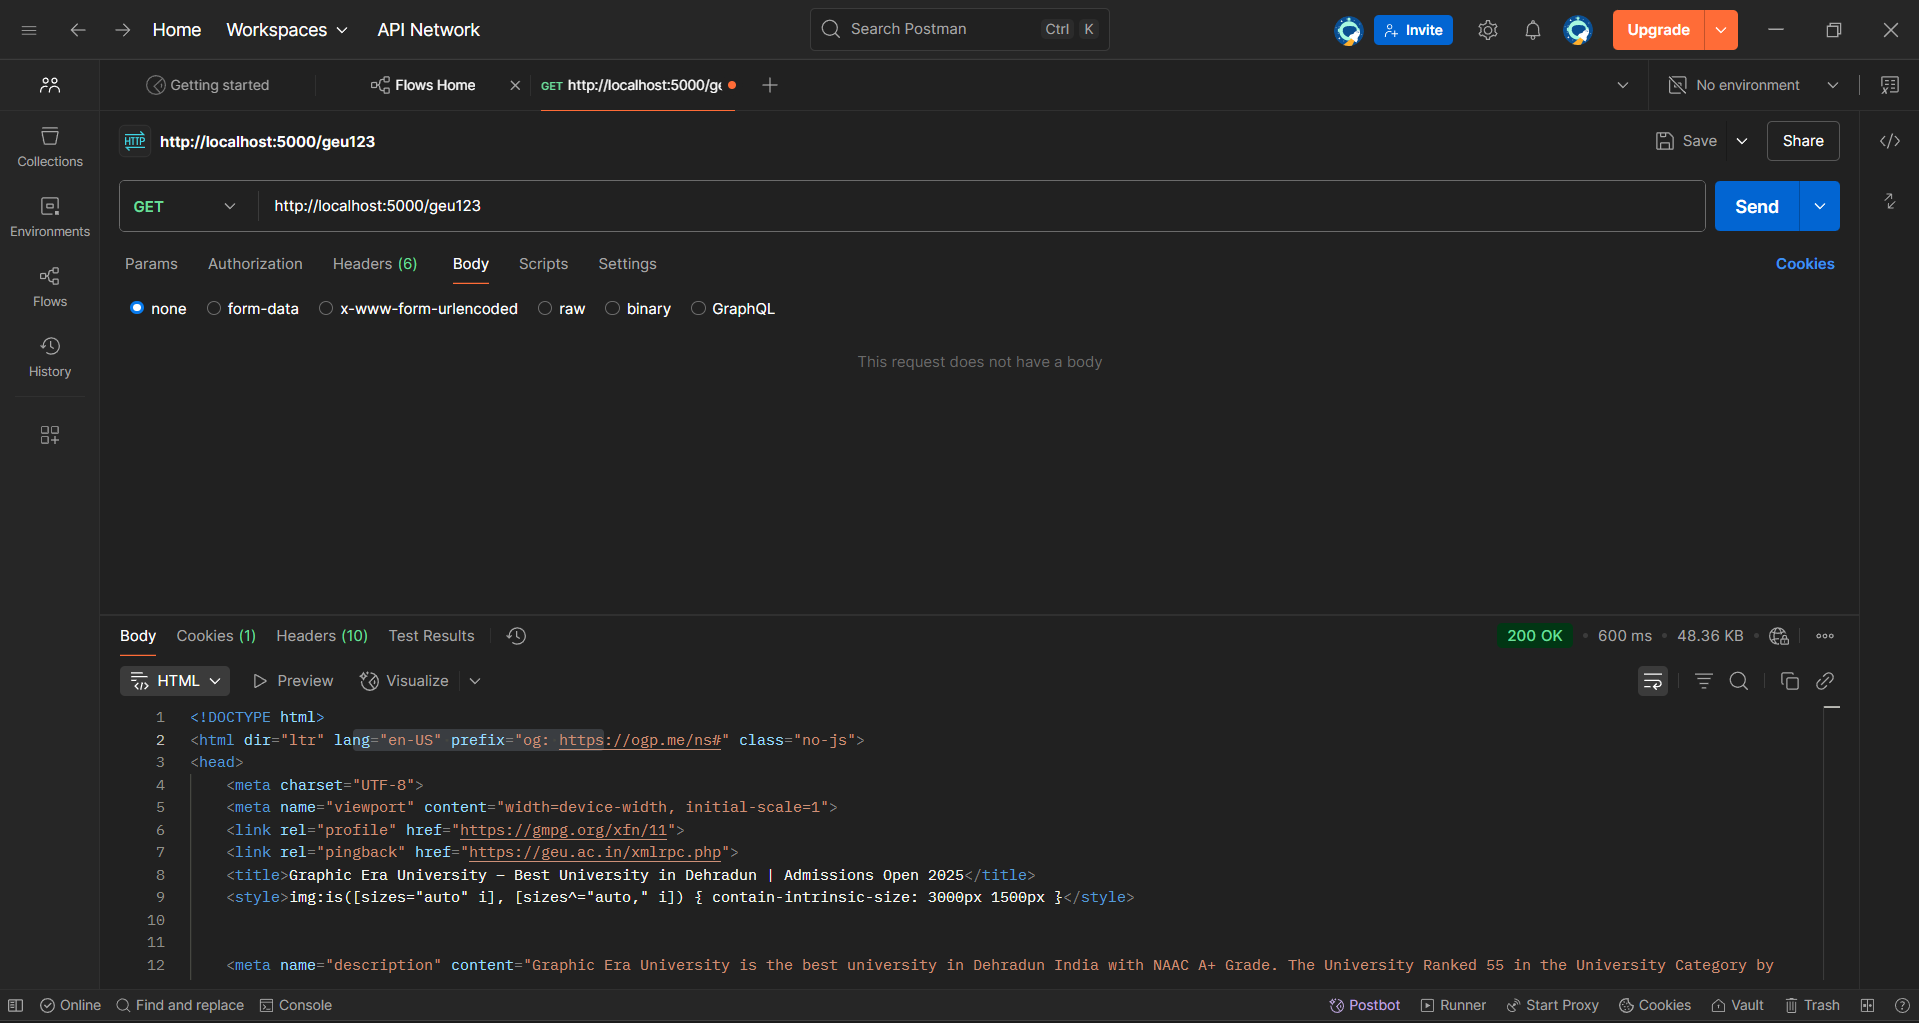 Home Workspaces API Network Search Postman Ctrl K Invite Upgrade
Getting started Flows Home GET http://localhost:5000/ge No environment
HTTP http://localhost:5000/geu123 Save Share
Collections
Environments
Flows
History
GET http://localhost:5000/geu123 Send
Params Authorization Headers (6) Body Scripts Settings Cookies
none form-data x-www-form-urlencoded raw binary GraphQL
This request does not have a body
Body Cookies (1) Headers (10) Test Results 200 OK • 600 ms • 48.36 KB •
HTML Preview Visualize
1 <!DOCTYPE html>
2 <html dir="ltr" lang="en-US" prefix="og: https://ogp.me/ns#" class="no-js">
3 <head>
4 <meta charset="UTF-8">
5 <meta name="viewport" content="width=device-width, initial-scale=1">
6 <link rel="profile" href="https://gmpg.org/xfn/11">
7 <link rel="pingback" href="https://geu.ac.in/xmlrpc.php">
8 <title>Graphic Era University – Best University in Dehradun | Admissions Open 2025</title>
9 <style>img:is([sizes="auto" i], [sizes^="auto," i]) { contain-intrinsic-size: 3000px 1500px }</style>
10
11
12 <meta name="description" content="Graphic Era University is the best university in Dehradun India with NAAC A+ Grade. The University Ranked 55 in the University Category by
Online Find and replace Console Postbot Runner Start Proxy Cookies Vault Trash